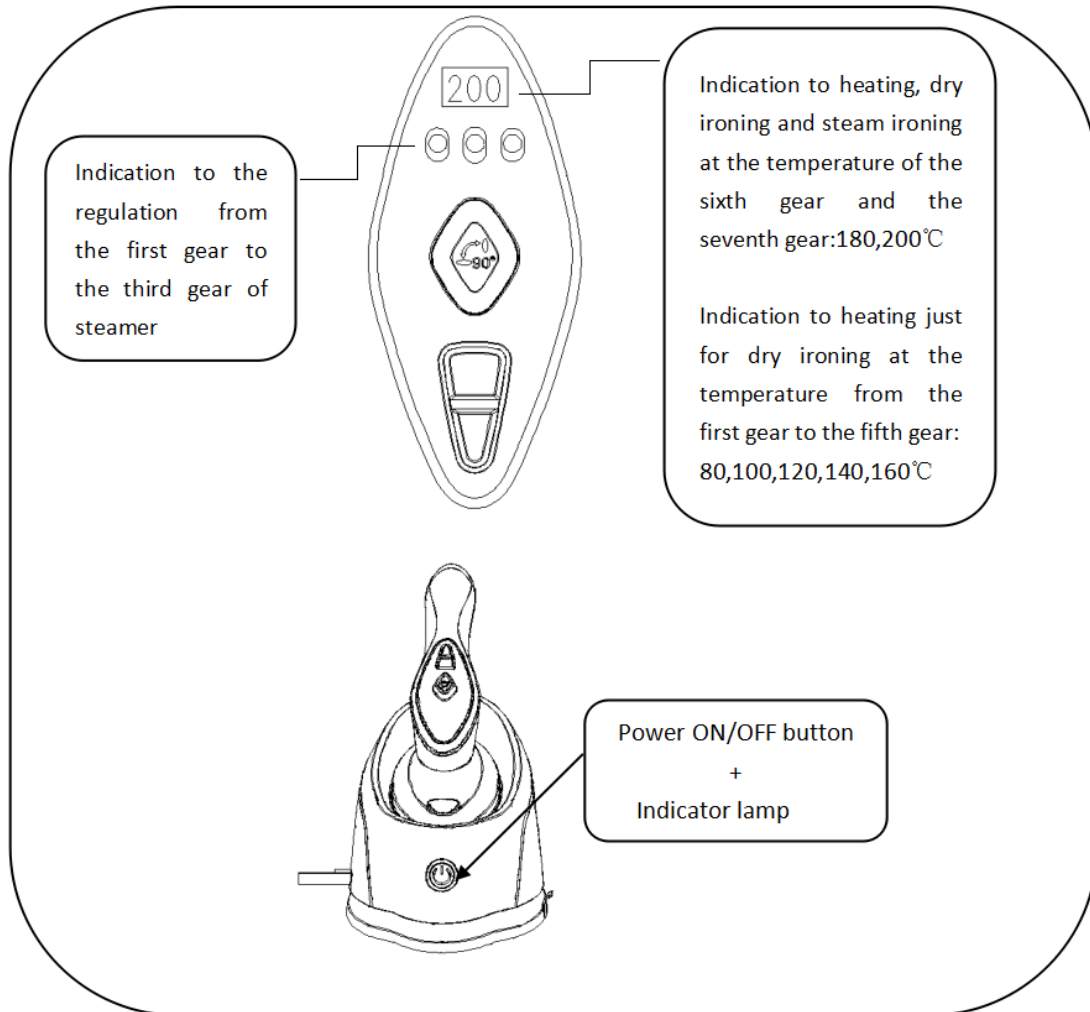 200
Indication to heating, dry
ironing and steam ironing
at the temperature of the
sixth gear and the
seventh gear:180,200℃
Indication to heating just
for dry ironing at the
temperature from the
first gear to the fifth gear:
80,100,120,140,160℃
Indication to the
regulation from
the first gear to
the third gear of
steamer
90°
Power ON/OFF button
+
Indicator lamp